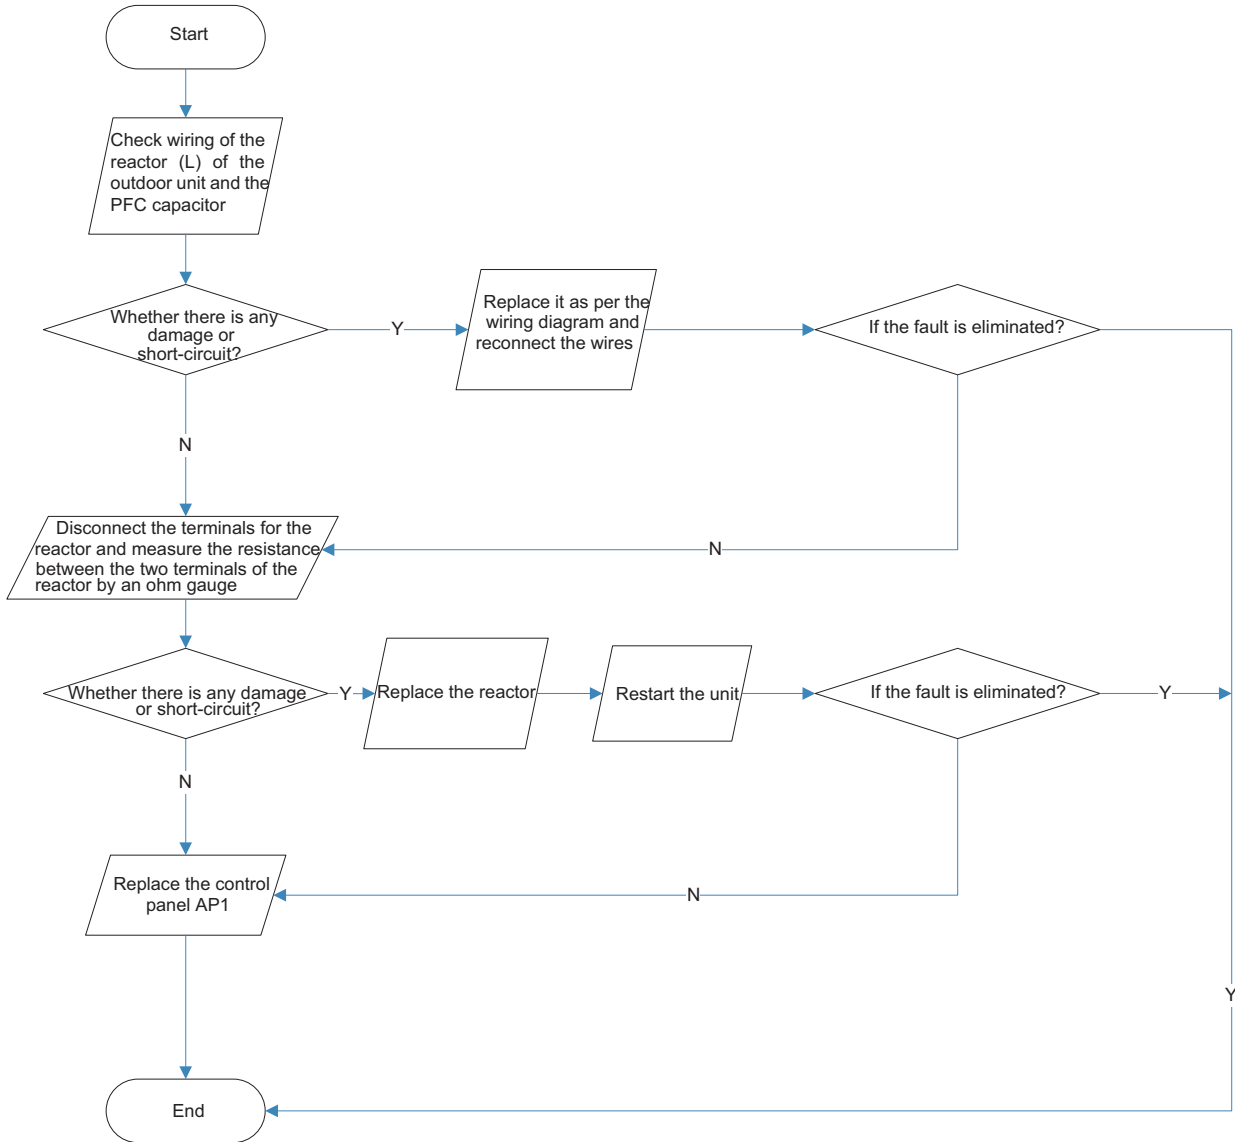 Start
Check wiring of the
reactor (L) of the
outdoor unit and the
PFC capacitor
Whether there is any
damage or
short-circuit?
Y
Replace it as per the
wiring diagram and
reconnect the wires
If the fault is eliminated?
N
Disconnect the terminals for the
reactor and measure the resistance
between the two terminals of the
reactor by an ohm gauge
N
Whether there is any damage
or short-circuit?
Y
Replace the reactor
Restart the unit
If the fault is eliminated?
Y
N
Replace the control
panel AP1
N
Y
End